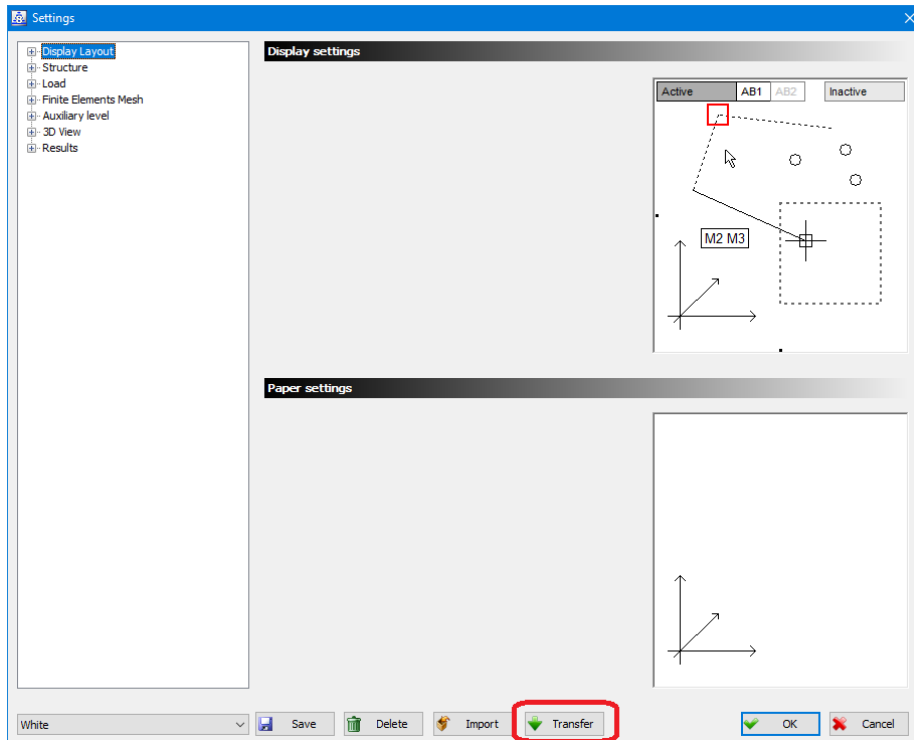 Settings
Display Layout
Structure
Load
Finite Elements Mesh
Auxiliary level
3D View
Results
Display settings
Active AB1 AB2 Inactive
M2 M3
Paper settings
White Save Delete Import Transfer OK Cancel